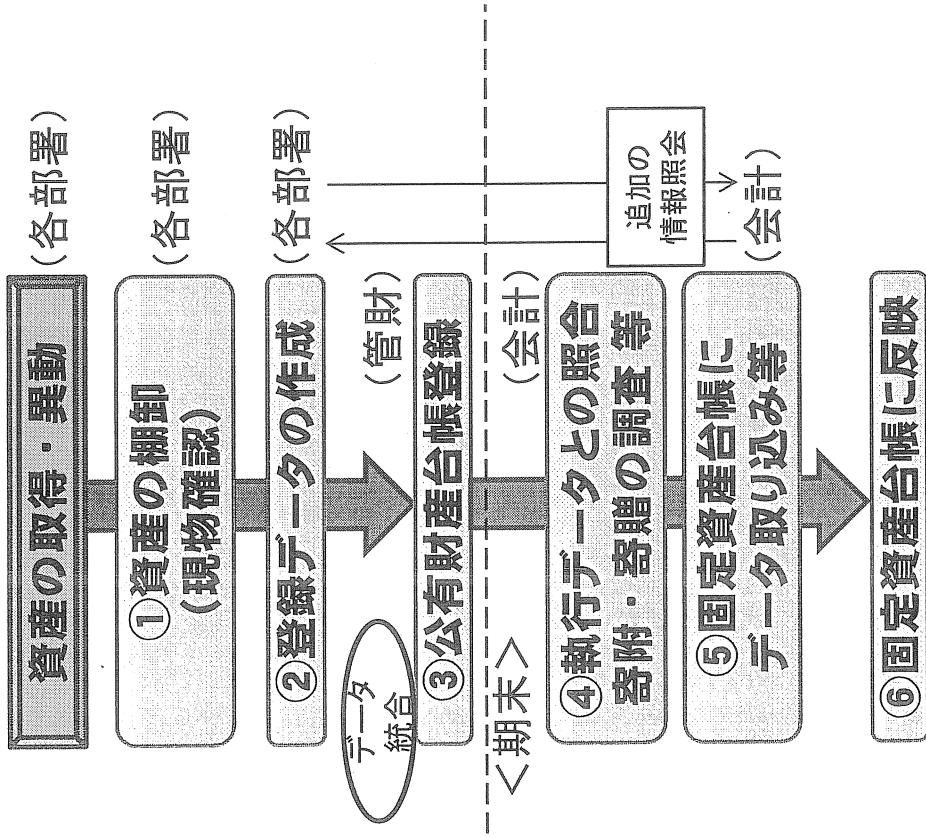 資産の取得・異動
(各部署)
①資産の棚卸
(現物確認)
(各部署)
②登録データの作成
(各部署)
データ
統合
(管財)
③公有財産台帳登録
<期末>
(会計)
④執行データとの照合
寄附・寄贈の調査 等
追加の
情報照会
⑤固定資産台帳に
データ取り込み等
(会計)
⑥固定資産台帳に反映